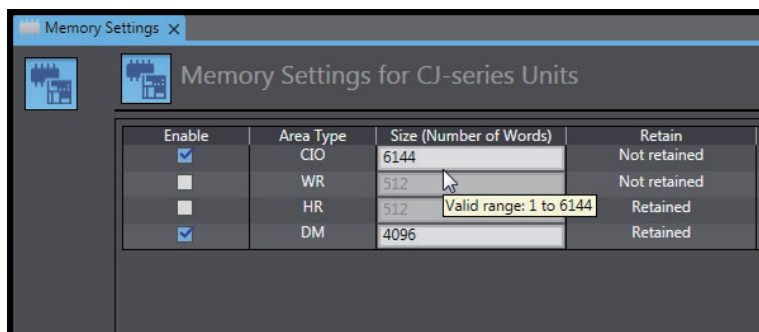 Memory Settings X
Memory Settings for CJ-series Units
Enable Area Type Size (Number of Words) Retain
CIO 6144 Not retained
WR 512 Not retained
HR 512 Valid range: 1 to 6144 Retained
DM 4096 Retained